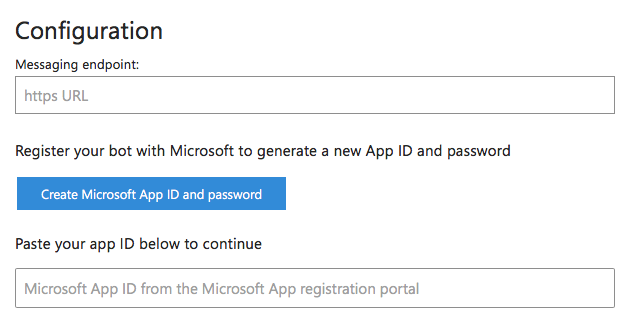 Configuration
Messaging endpoint:
https URL
Register your bot with Microsoft to generate a new App ID and password
Create Microsoft App ID and password
Paste your app ID below to continue
Microsoft App ID from the Microsoft App registration portal